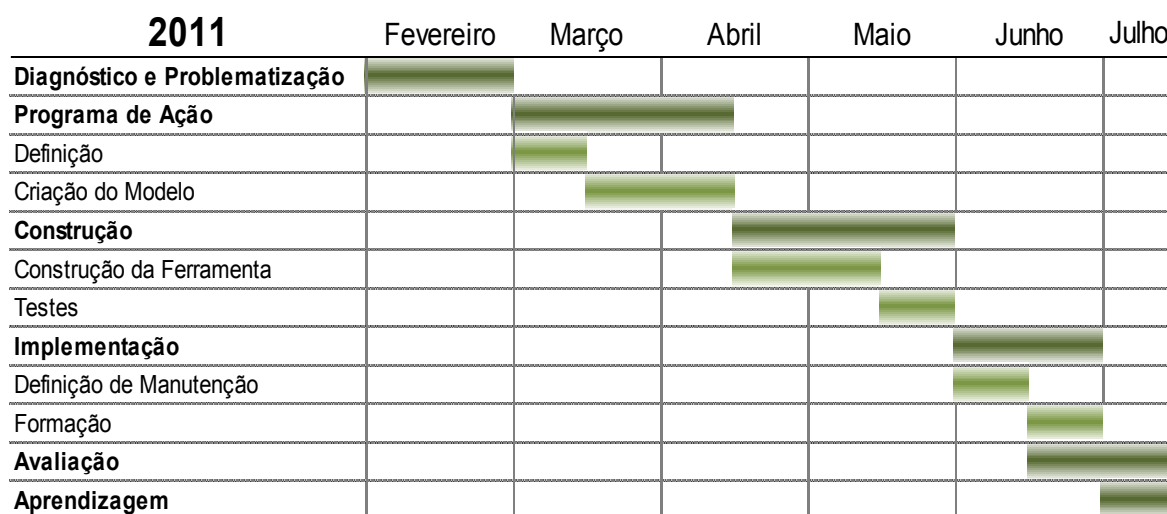 2011 Fevereiro Março Abril Maio Junho Julho
Diagnóstico e Problematização
Programa de Ação
Definição
Criação do Modelo
Construção
Construção da Ferramenta
Testes
Implementação
Definição de Manutenção
Formação
Avaliação
Aprendizagem